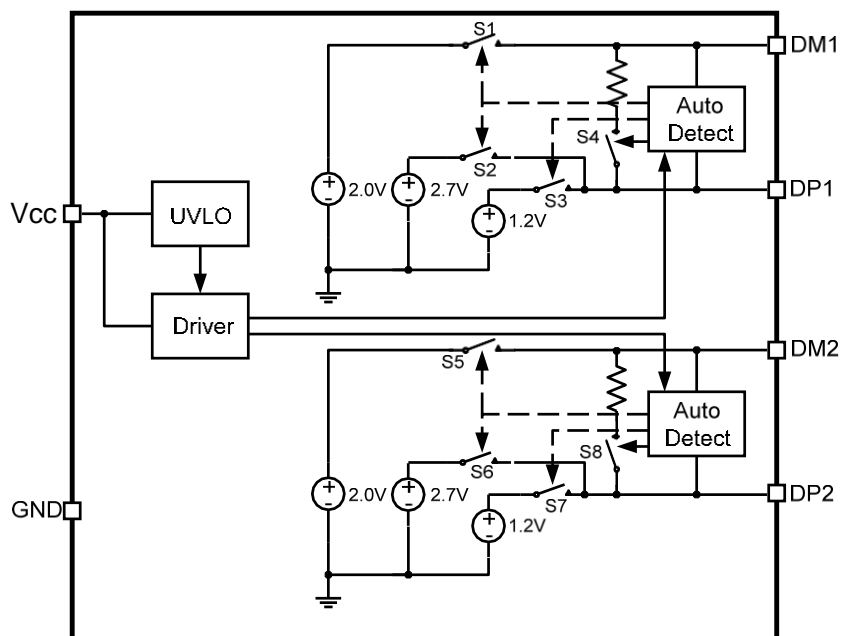 S1
DM1
Auto
Detect
S4
S2
S3
DP1
2.0V
2.7V
1.2V
Vcc
UVLO
Driver
+
-
+
-
+
-
S5
DM2
Auto
Detect
S8
S6
S7
DP2
2.0V
2.7V
1.2V
GND
+
-
+
-
+
-